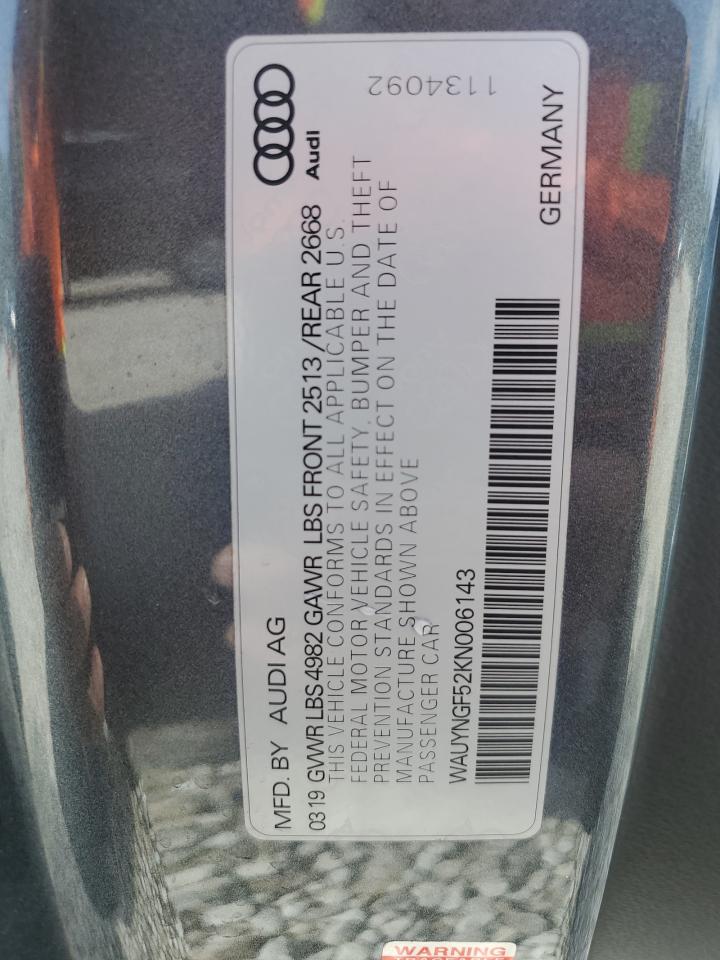 MFD. BY AUDI AG
Audi
0319 GVWR LBS 4982 GAWR LBS FRONT 2513 /REAR 2668
THIS VEHICLE CONFORMS TO ALL APPLICABLE U.S.
FEDERAL MOTOR VEHICLE SAFETY, BUMPER AND THEFT
PREVENTION STANDARDS IN EFFECT ON THE DATE OF
MANUFACTURE SHOWN ABOVE
PASSENGER CAR
WAUYNGF52KN006143
GERMANY
1134092
WARNING